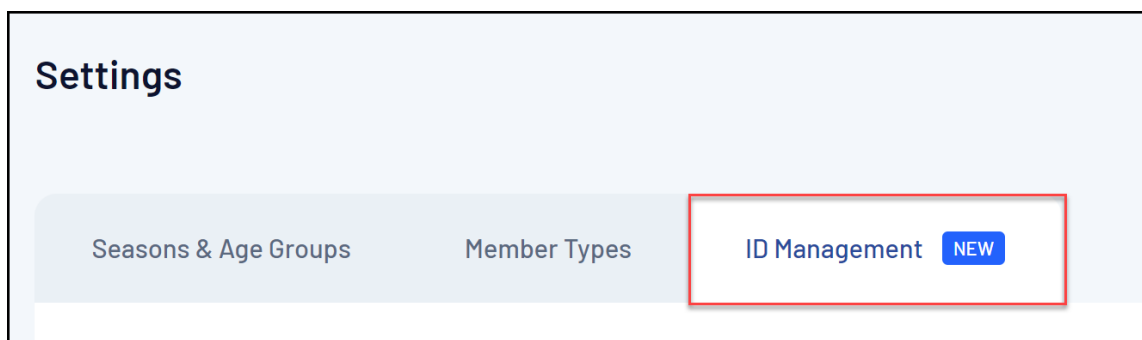 Settings
Seasons & Age Groups
Member Types
ID Management NEW